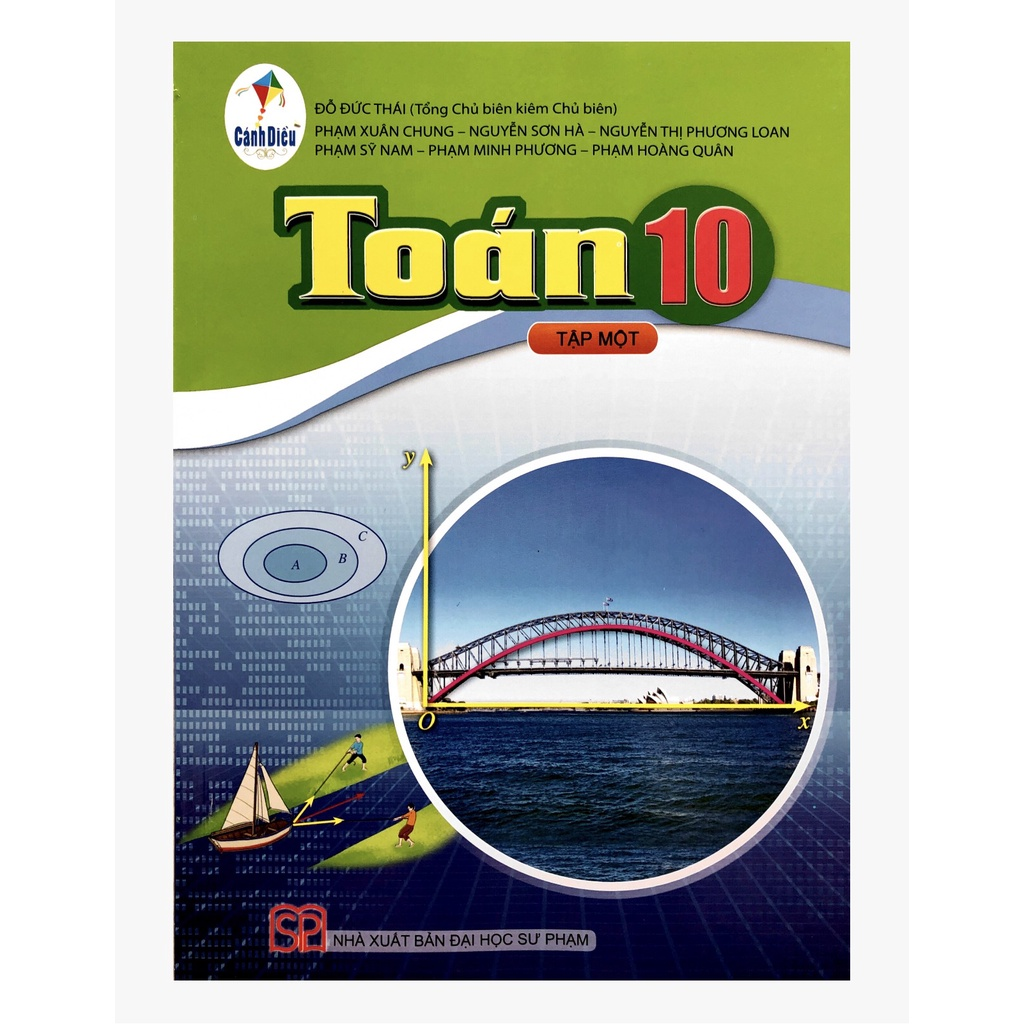 Cánh Diều
ĐỖ ĐỨC THÁI (Tổng Chủ biên kiêm Chủ biên)
PHẠM XUÂN CHUNG – NGUYỄN SƠN HÀ – NGUYỄN THỊ PHƯƠNG LOAN
PHẠM SỸ NAM – PHẠM MINH PHƯƠNG – PHẠM HOÀNG QUÂN
Toán 10
TẬP MỘT
y
C
B
A
O
x
SP
NHÀ XUẤT BẢN ĐẠI HỌC SƯ PHẠM